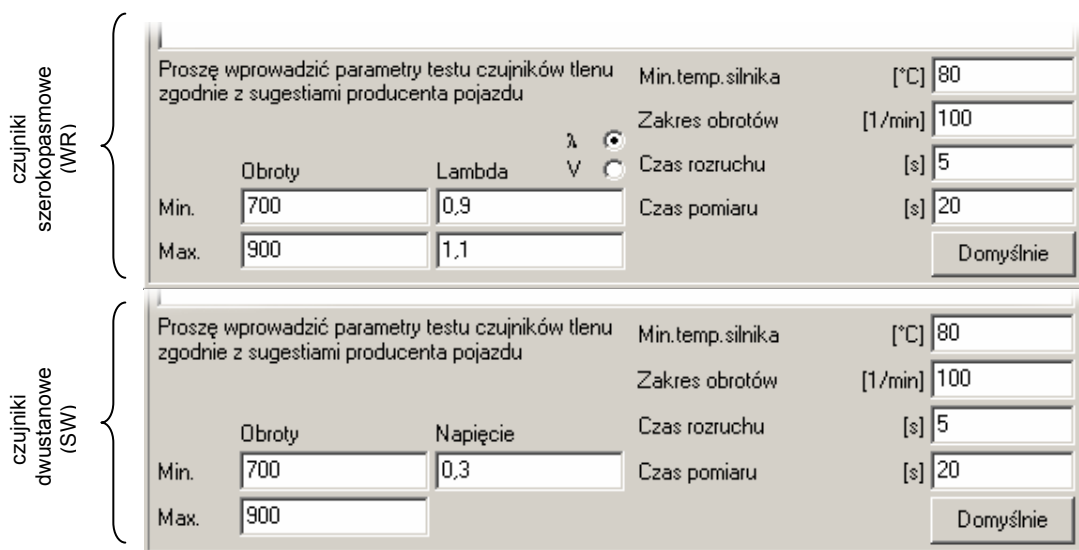 czujniki
szerokopasmowe
(WR)
Proszę wprowadzić parametry testu czujników tlenu
zgodnie z sugestiami producenta pojazdu
λ
V
Obroty Lambda
Min. 700 0,9
Max. 900 1,1
Min.temp.silnika [°C] 80
Zakres obrotów [1/min] 100
Czas rozruchu [s] 5
Czas pomiaru [s] 20
Domyślnie
czujniki
dwustanowe
(SW)
Proszę wprowadzić parametry testu czujników tlenu
zgodnie z sugestiami producenta pojazdu
Obroty Napięcie
Min. 700 0,3
Max. 900
Min.temp.silnika [°C] 80
Zakres obrotów [1/min] 100
Czas rozruchu [s] 5
Czas pomiaru [s] 20
Domyślnie